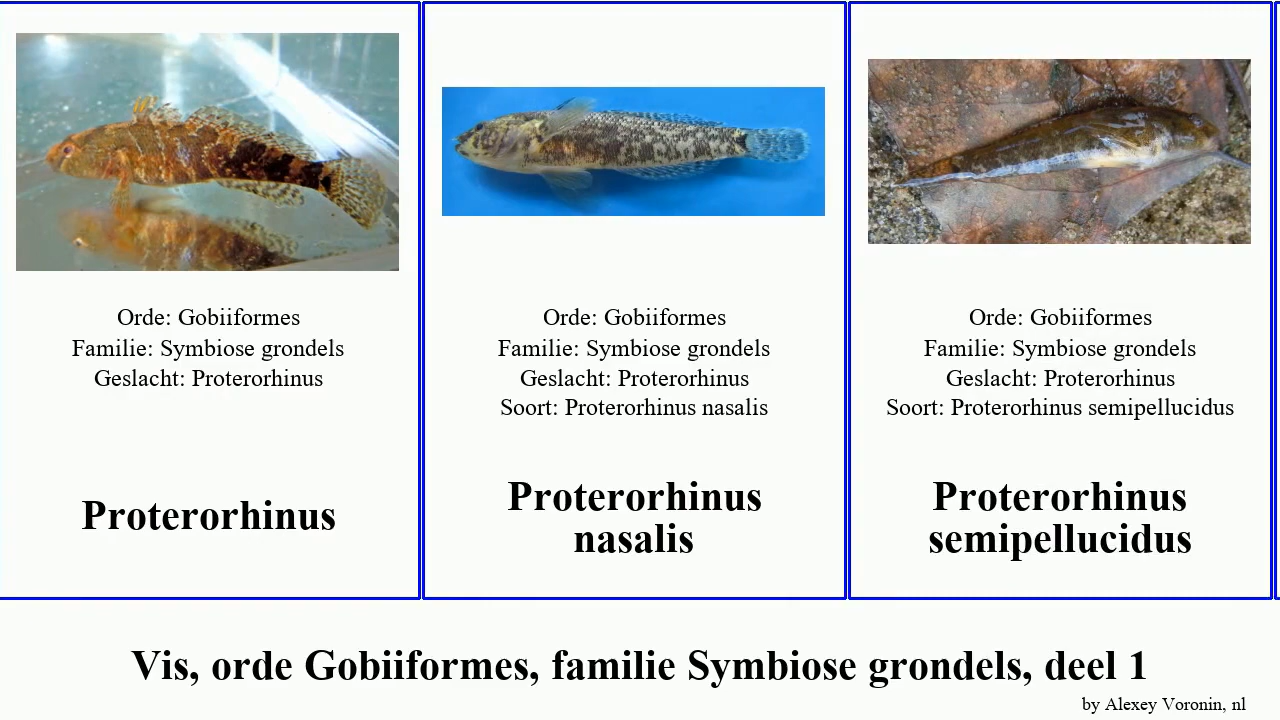 Orde: Gobiiformes
Familie: Symbiose grondels
Geslacht: Proterorhinus
Proterorhinus
Orde: Gobiiformes
Familie: Symbiose grondels
Geslacht: Proterorhinus
Soort: Proterorhinus nasalis
Proterorhinus
nasalis
Orde: Gobiiformes
Familie: Symbiose grondels
Geslacht: Proterorhinus
Soort: Proterorhinus semipellucidus
Proterorhinus
semipellucidus
Vis, orde Gobiiformes, familie Symbiose grondels, deel 1
by Alexey Voronin, nl